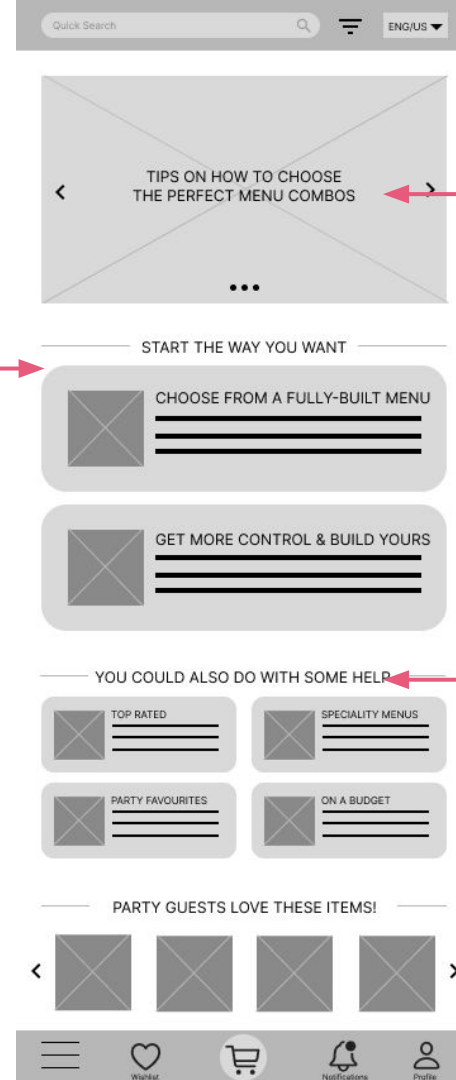 Quick Search
ENG/US
TIPS ON HOW TO CHOOSE
THE PERFECT MENU COMBOS
START THE WAY YOU WANT
CHOOSE FROM A FULLY-BUILT MENU
GET MORE CONTROL & BUILD YOURS
YOU COULD ALSO DO WITH SOME HELP
TOP RATED
SPECIALITY MENUS
PARTY FAVOURITES
ON A BUDGET
PARTY GUESTS LOVE THESE ITEMS!
Wishlist
Notifications
Profile